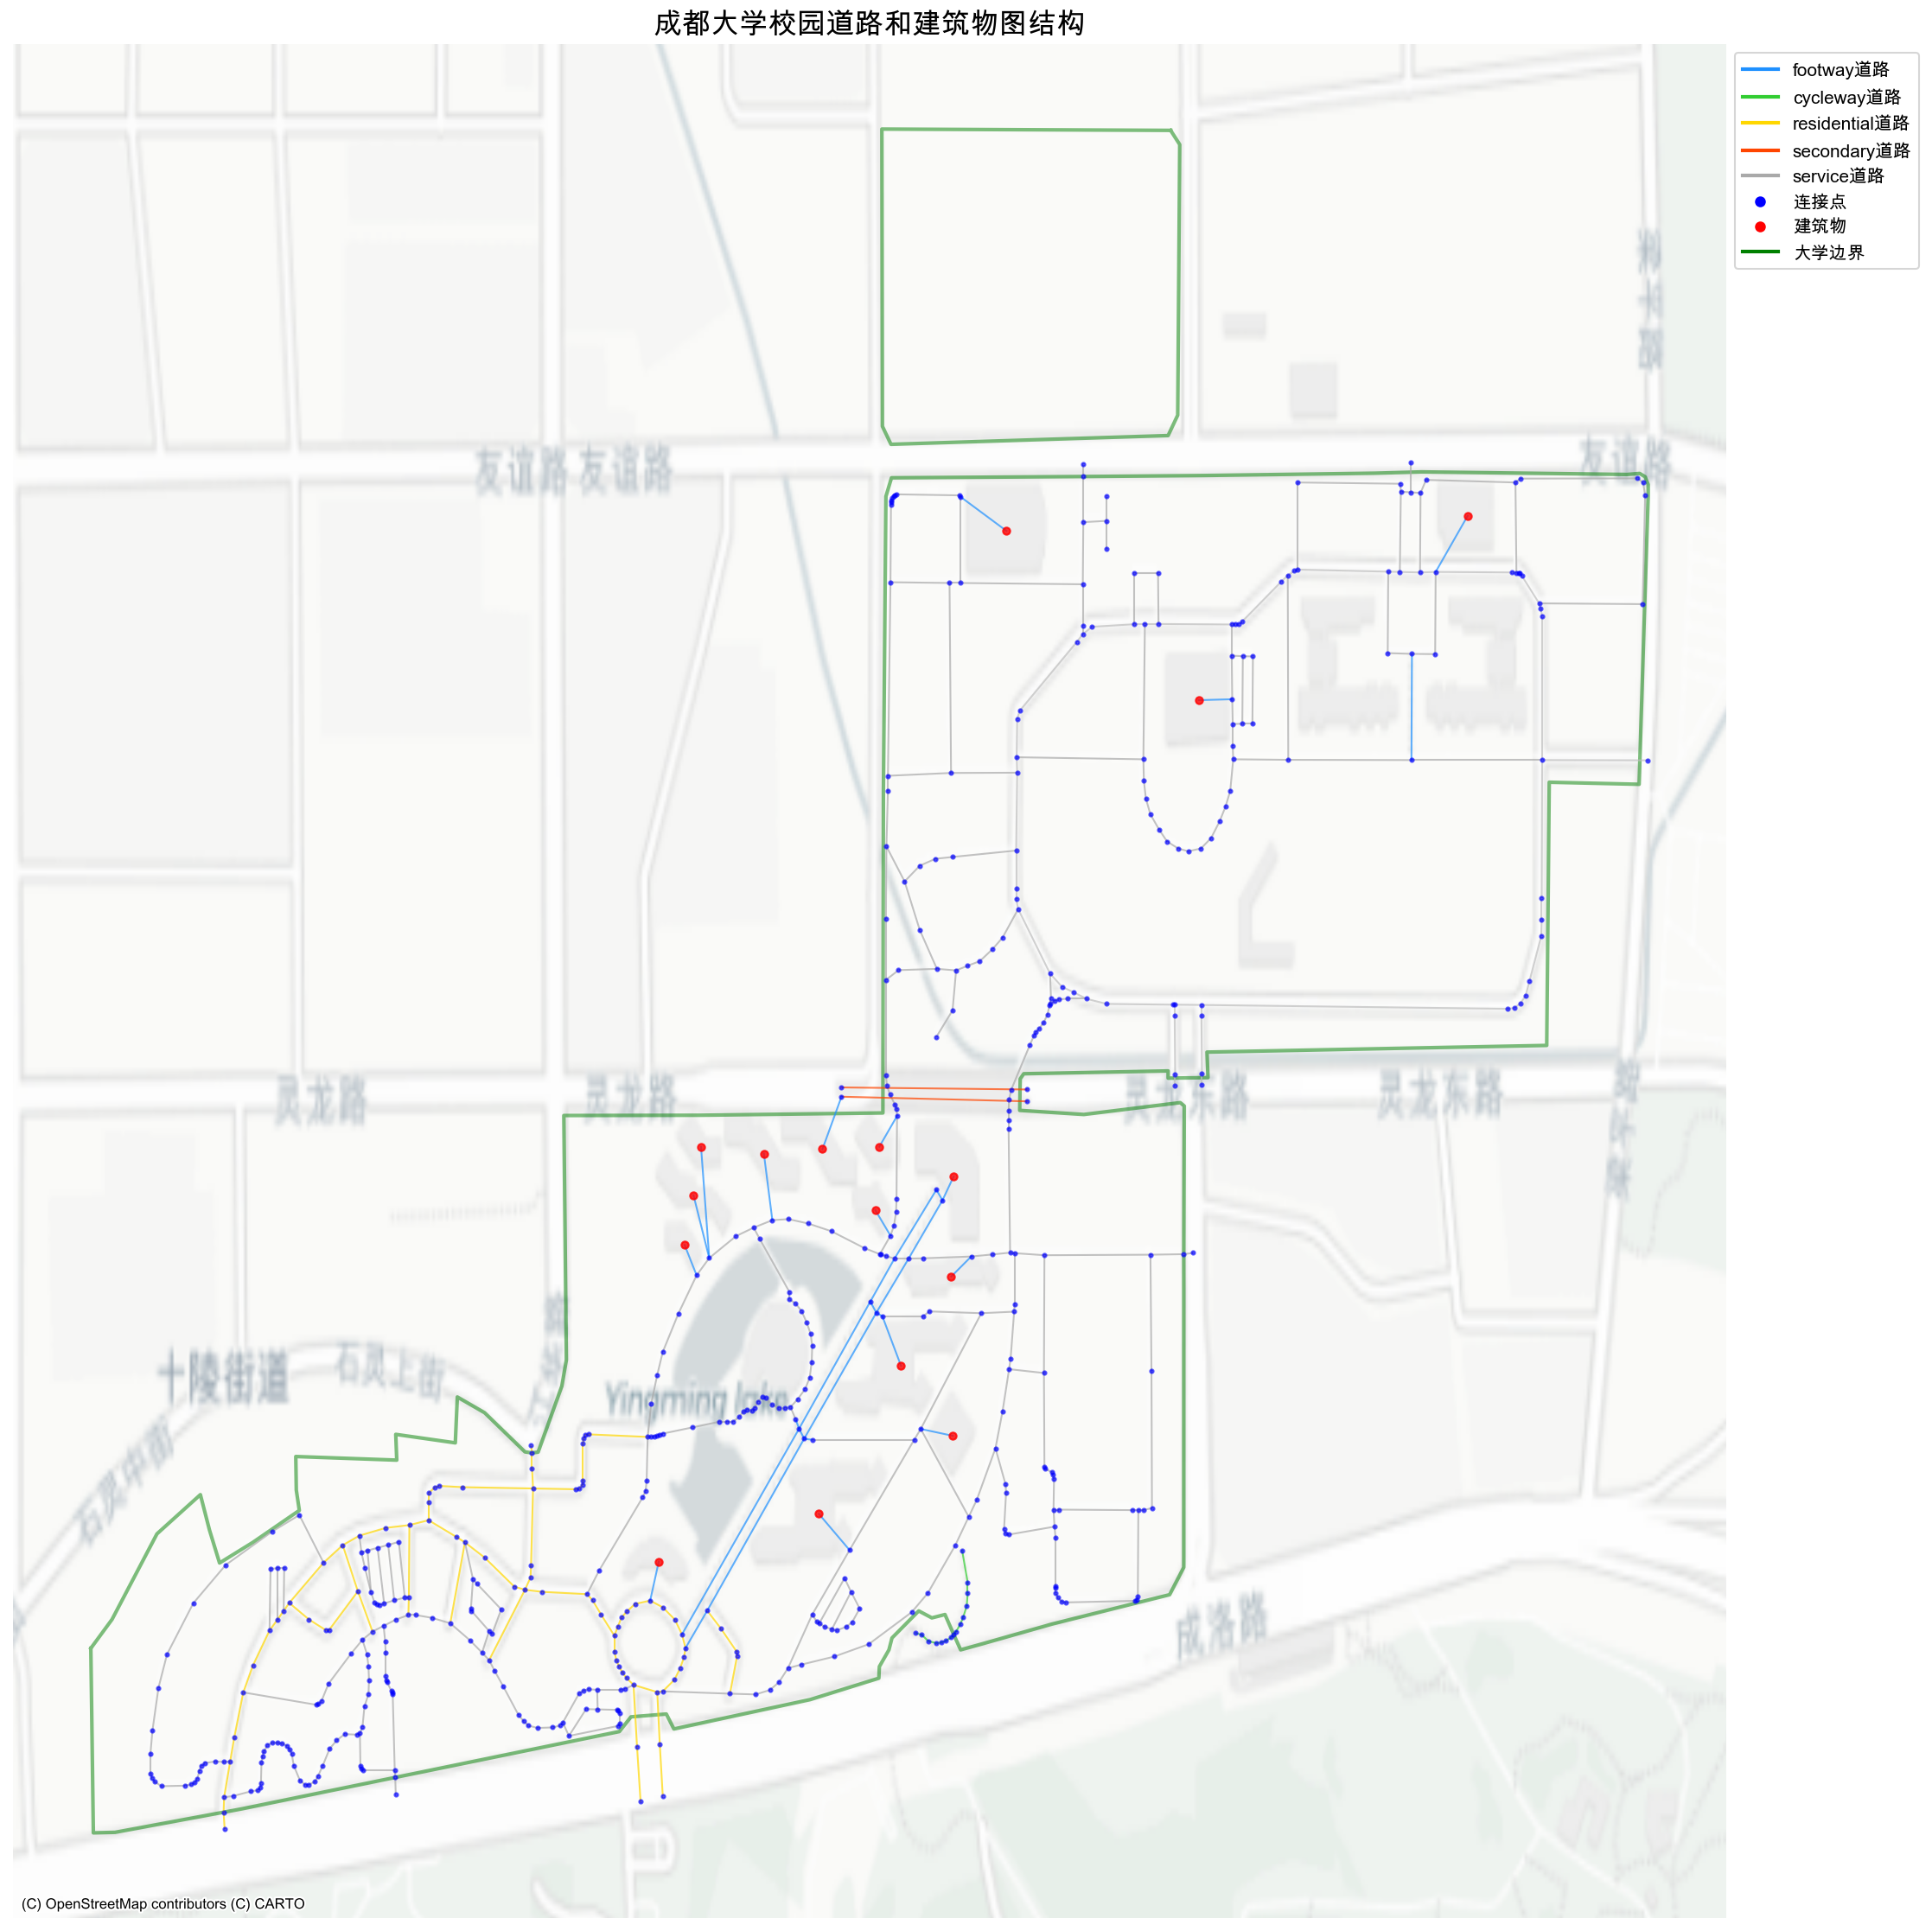 成都大学校园道路和建筑物图结构
footway道路
cycleway道路
residential道路
secondary道路
service道路
连接点
建筑物
大学边界
友谊路 友谊路
友谊路
灵龙路
灵龙路
灵龙东路
灵龙东路
十陵街道
石灵上街
石灵中街
Yingming lake
成洛路
(C) OpenStreetMap contributors (C) CARTO